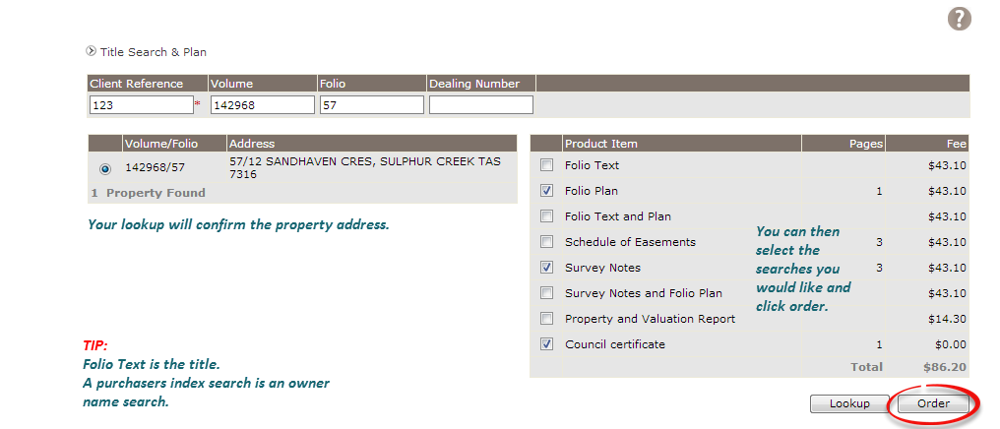 ?
Title Search & Plan
Client Reference Volume Folio Dealing Number
123 * 142968 57
Volume/Folio Address
142968/57 57/12 SANDHAVEN CRES, SULPHUR CREEK TAS
7316
1 Property Found
Your lookup will confirm the property address.
TIP:
Folio Text is the title.
A purchasers index search is an owner
name search.
Product Item Pages Fee
Folio Text $43.10
Folio Plan 1 $43.10
Folio Text and Plan $43.10
Schedule of Easements 3 $43.10
Survey Notes 3 $43.10
Survey Notes and Folio Plan $43.10
Property and Valuation Report $14.30
Council certificate 1 $0.00
Total $86.20
You can then
select the
searches you
would like and
click order.
Lookup Order